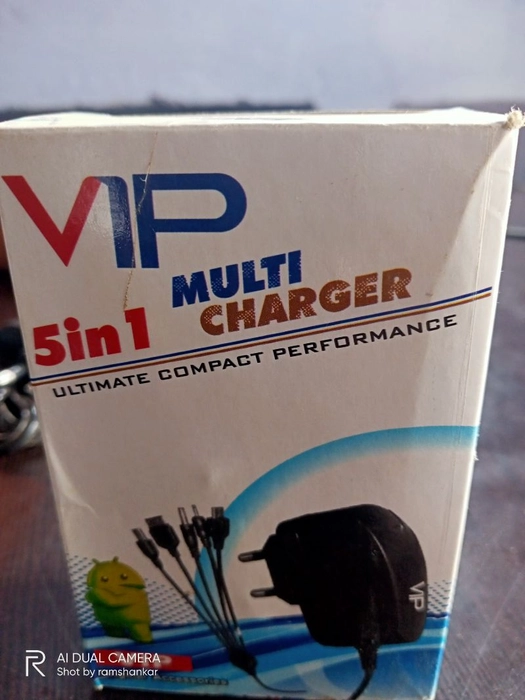 VIP
MULTI
5in1 CHARGER
ULTIMATE COMPACT PERFORMANCE
VIP
R AI DUAL CAMERA
Shot by ramshankar